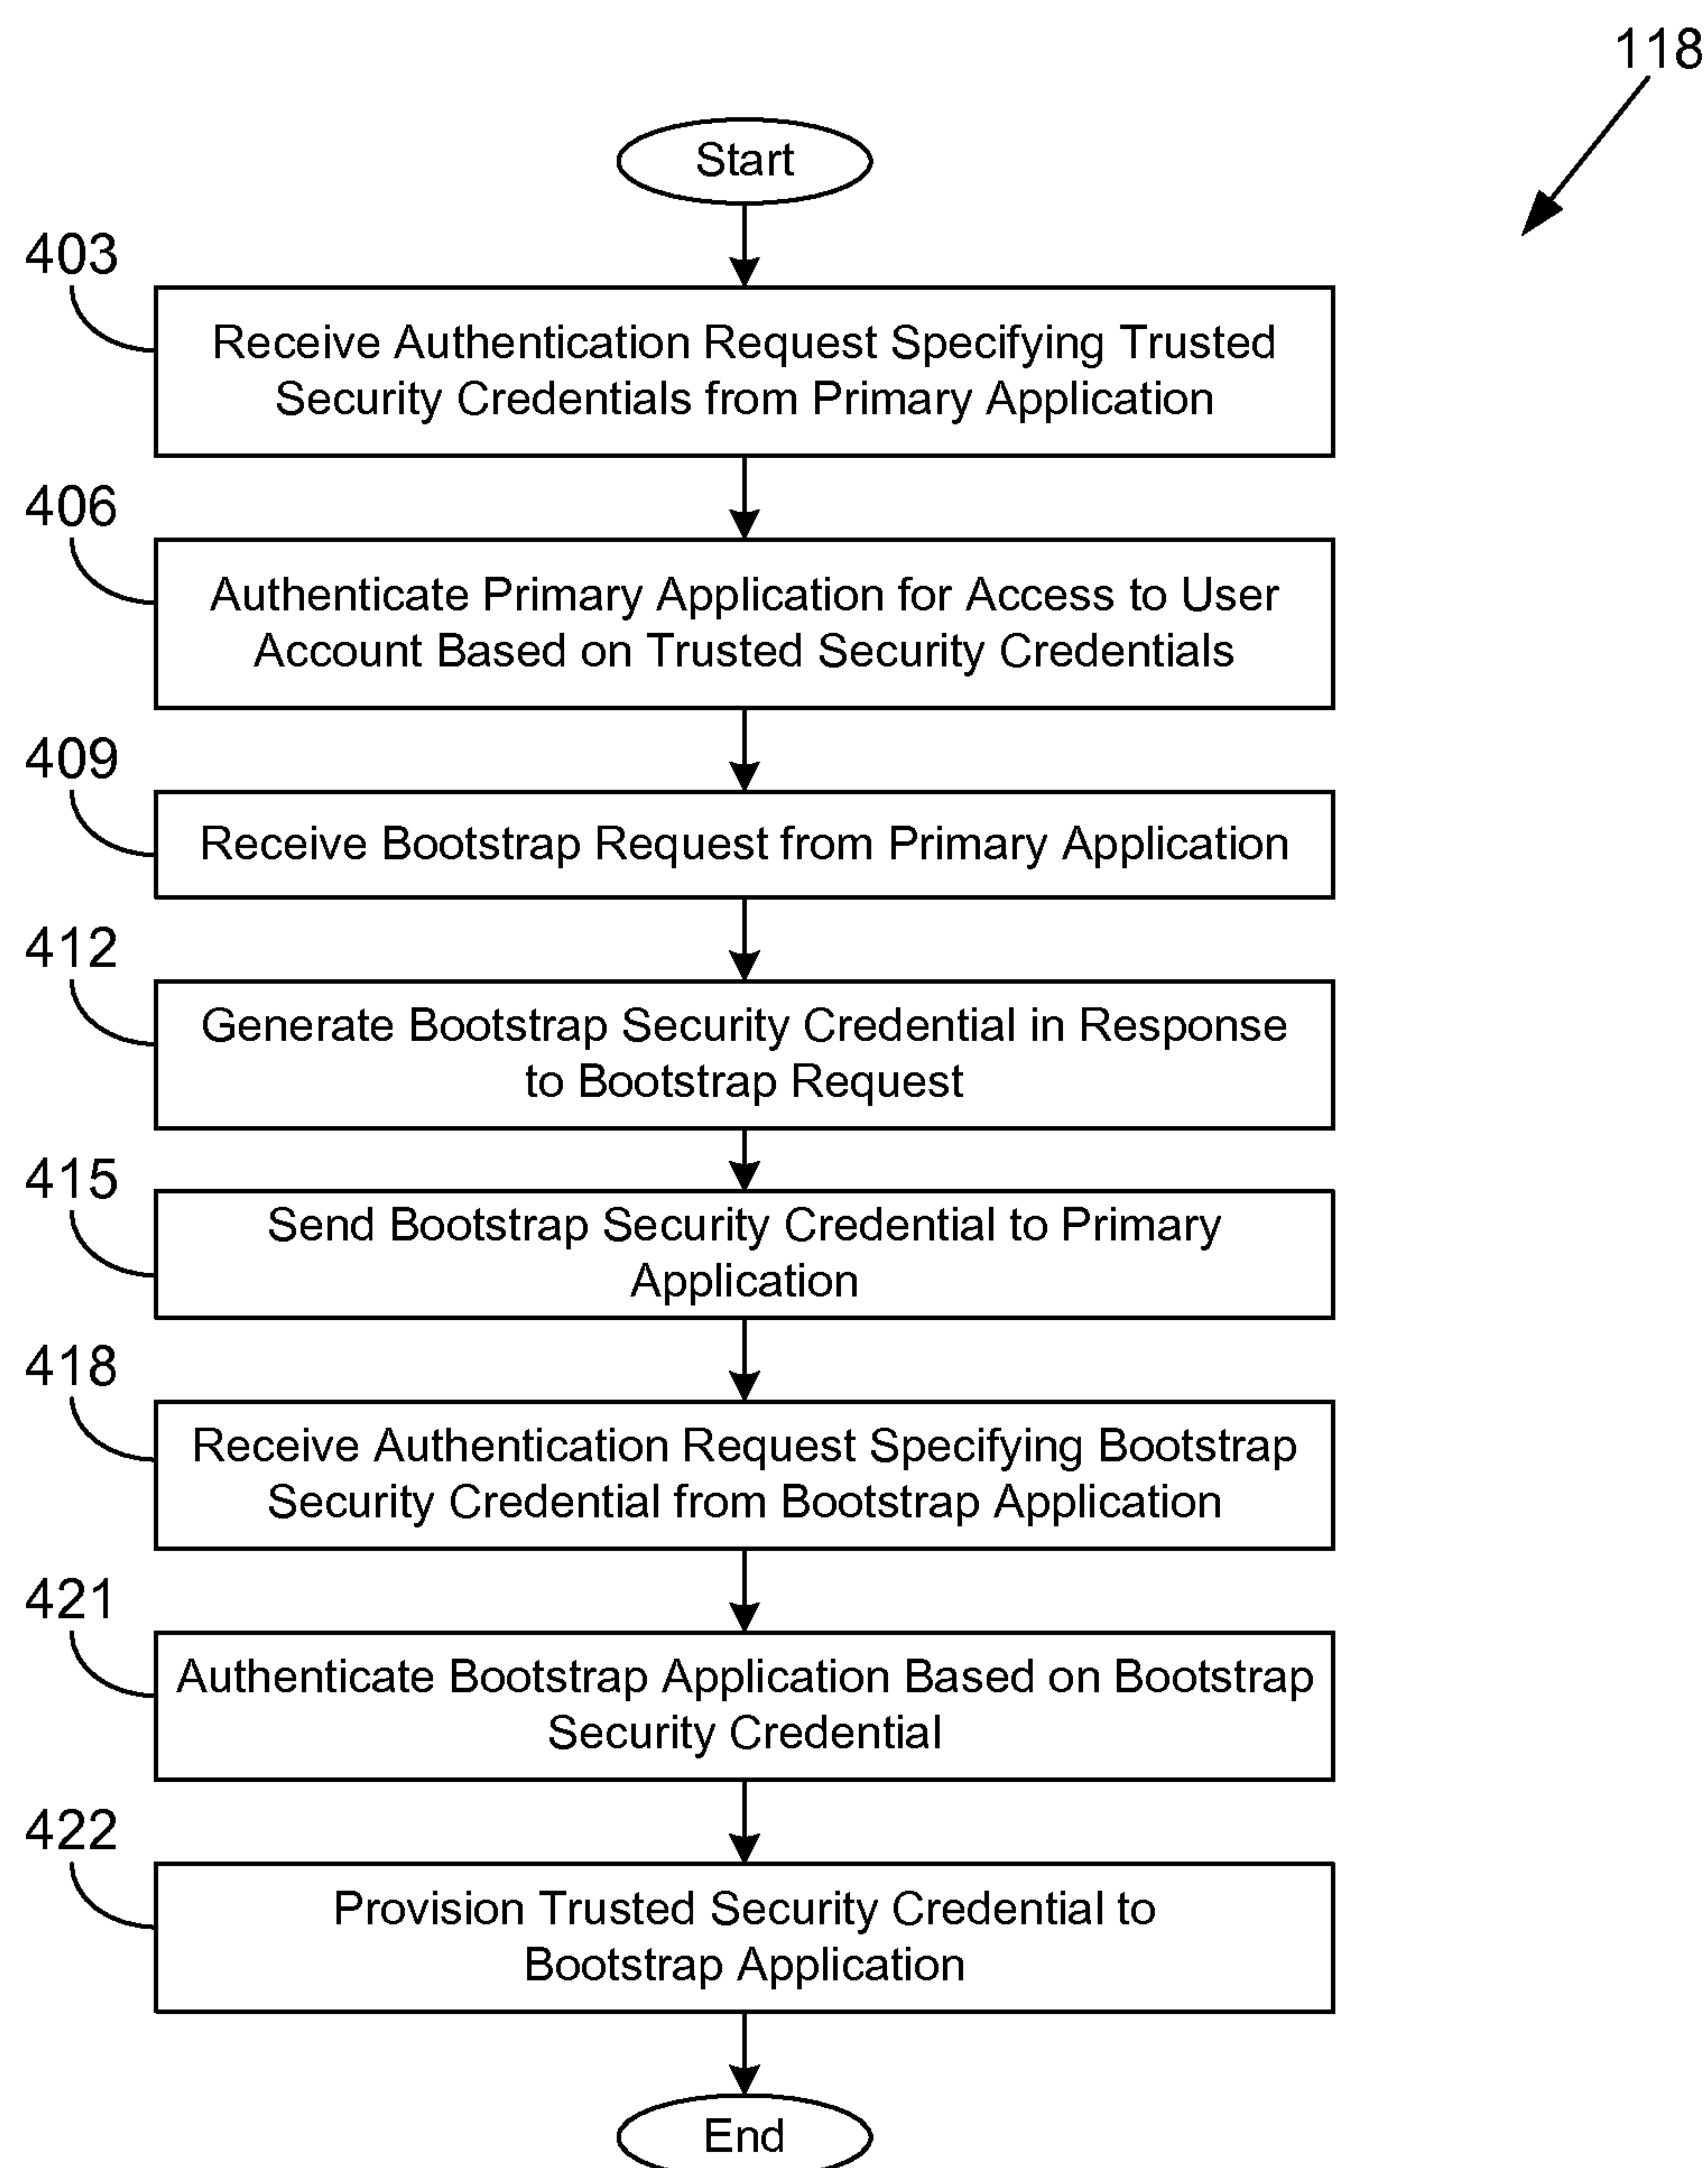 118
Start
403
Receive Authentication Request Specifying Trusted
Security Credentials from Primary Application
406
Authenticate Primary Application for Access to User
Account Based on Trusted Security Credentials
409
Receive Bootstrap Request from Primary Application
412
Generate Bootstrap Security Credential in Response
to Bootstrap Request
415
Send Bootstrap Security Credential to Primary
Application
418
Receive Authentication Request Specifying Bootstrap
Security Credential from Bootstrap Application
421
Authenticate Bootstrap Application Based on Bootstrap
Security Credential
422
Provision Trusted Security Credential to
Bootstrap Application
End